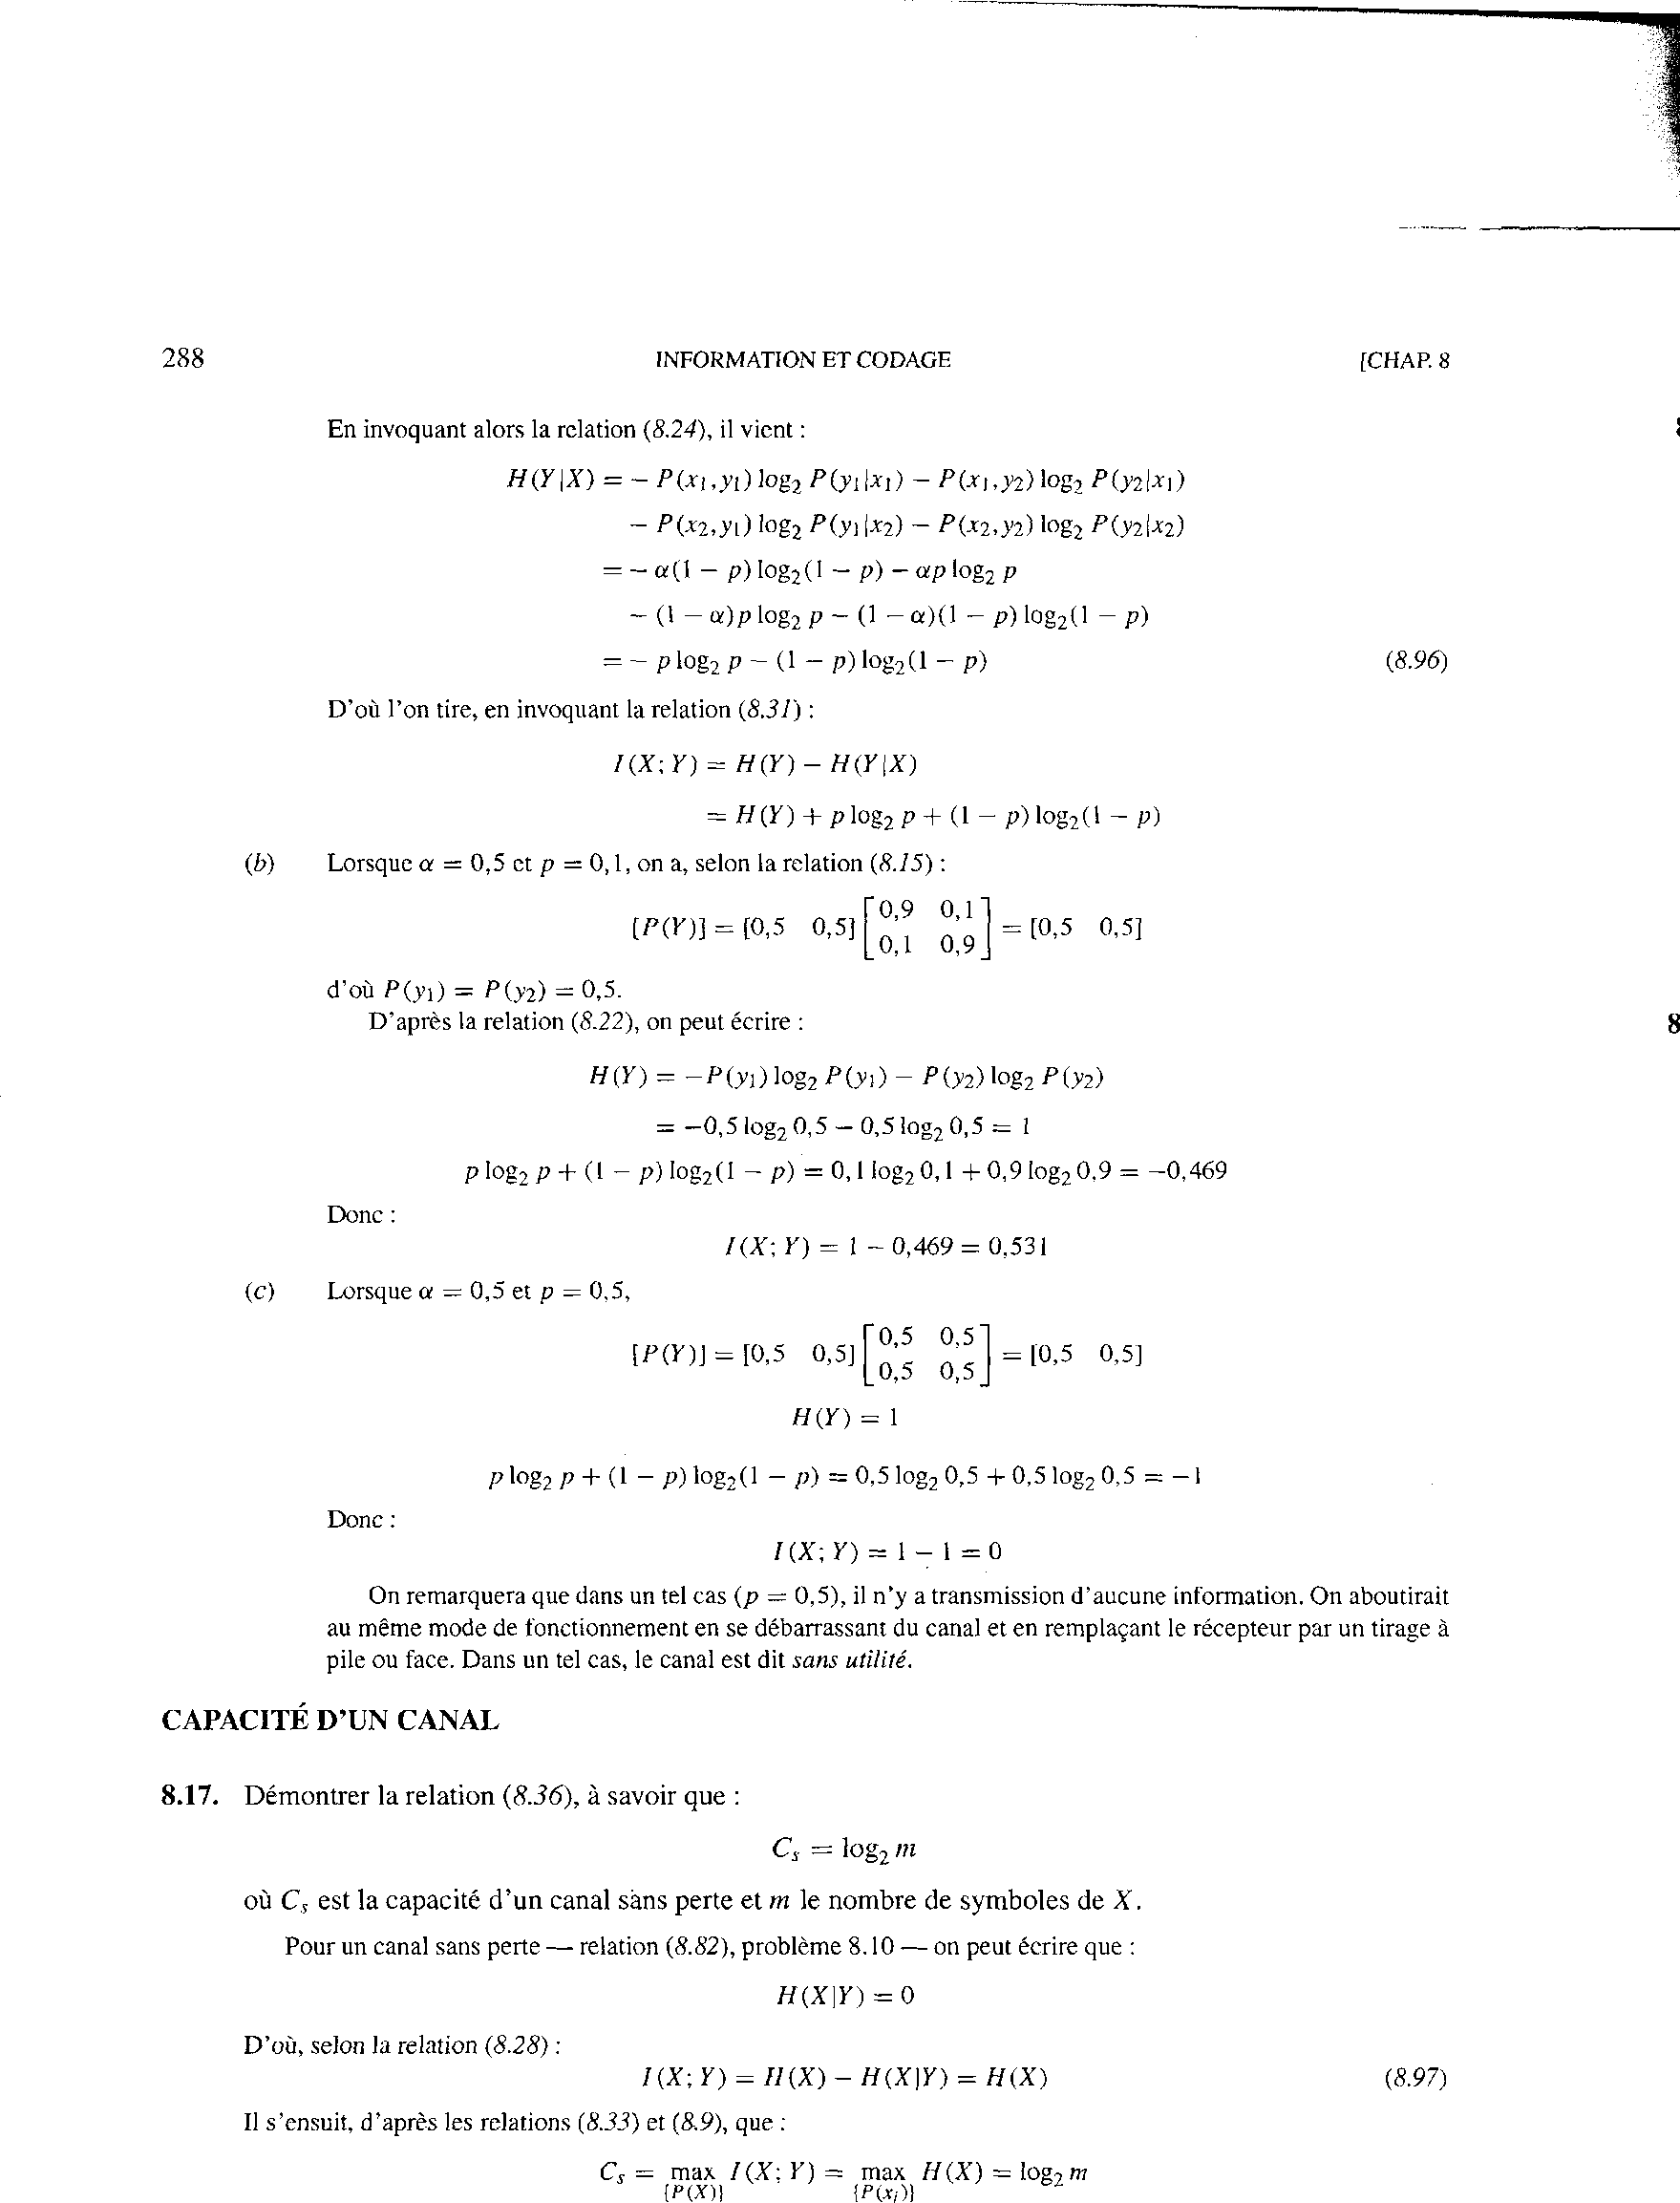 288 INFORMATION ET CODAGE [CHAP. 8
En invoquant alors la relation (8.24), il vient :
H(Y|X) = − P(x₁,y₁) log₂ P(y₁|x₁) − P(x₁,y₂) log₂ P(y₂|x₁)
− P(x₂,y₁) log₂ P(y₁|x₂) − P(x₂,y₂) log₂ P(y₂|x₂)
= − α(1 − p) log₂(1 − p) − αp log₂ p
− (1 − α)p log₂ p − (1 − α)(1 − p) log₂(1 − p)
= − p log₂ p − (1 − p) log₂(1 − p) (8.96)
D'où l'on tire, en invoquant la relation (8.31) :
I(X; Y) = H(Y) − H(Y|X)
= H(Y) + p log₂ p + (1 − p) log₂(1 − p)
(b) Lorsque α = 0,5 et p = 0,1, on a, selon la relation (8.15) :
[P(Y)] = [0,5 0,5] [0,9 0,1
0,1 0,9] = [0,5 0,5]
d'où P(y₁) = P(y₂) = 0,5.
D'après la relation (8.22), on peut écrire :
8
H(Y) = −P(y₁) log₂ P(y₁) − P(y₂) log₂ P(y₂)
= −0,5 log₂ 0,5 − 0,5 log₂ 0,5 = 1
p log₂ p + (1 − p) log₂(1 − p) = 0,1 log₂ 0,1 + 0,9 log₂ 0,9 = −0,469
Donc :
I(X; Y) = 1 − 0,469 = 0,531
(c) Lorsque α = 0,5 et p = 0,5,
[P(Y)] = [0,5 0,5] [0,5 0,5
0,5 0,5] = [0,5 0,5]
H(Y) = 1
p log₂ p + (1 − p) log₂(1 − p) = 0,5 log₂ 0,5 + 0,5 log₂ 0,5 = −1
Donc :
I(X; Y) = 1 − 1 = 0
On remarquera que dans un tel cas (p = 0,5), il n'y a transmission d'aucune information. On aboutirait
au même mode de fonctionnement en se débarrassant du canal et en remplaçant le récepteur par un tirage à
pile ou face. Dans un tel cas, le canal est dit sans utilité.
CAPACITÉ D'UN CANAL
8.17. Démontrer la relation (8.36), à savoir que :
Cₛ = log₂ m
où Cₛ est la capacité d'un canal sans perte et m le nombre de symboles de X.
Pour un canal sans perte — relation (8.82), problème 8.10 — on peut écrire que :
H(X|Y) = 0
D'où, selon la relation (8.28) :
I(X; Y) = H(X) − H(X|Y) = H(X) (8.97)
Il s'ensuit, d'après les relations (8.33) et (8.9), que :
Cₛ = max I(X; Y) = max H(X) = log₂ m
{P(X)} {P(xᵢ)}